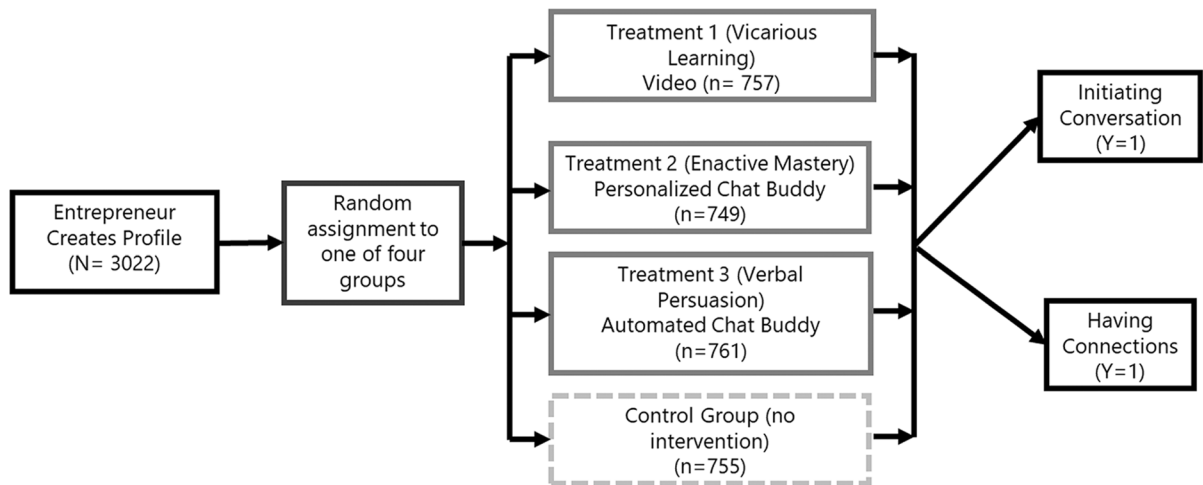 Entrepreneur
Creates Profile
(N= 3022)
Random
assignment to
one of four
groups
Treatment 1 (Vicarious
Learning)
Video (n= 757)
Treatment 2 (Enactive Mastery)
Personalized Chat Buddy
(n=749)
Treatment 3 (Verbal
Persuasion)
Automated Chat Buddy
(n=761)
Control Group (no
intervention)
(n=755)
Initiating
Conversation
(Y=1)
Having
Connections
(Y=1)